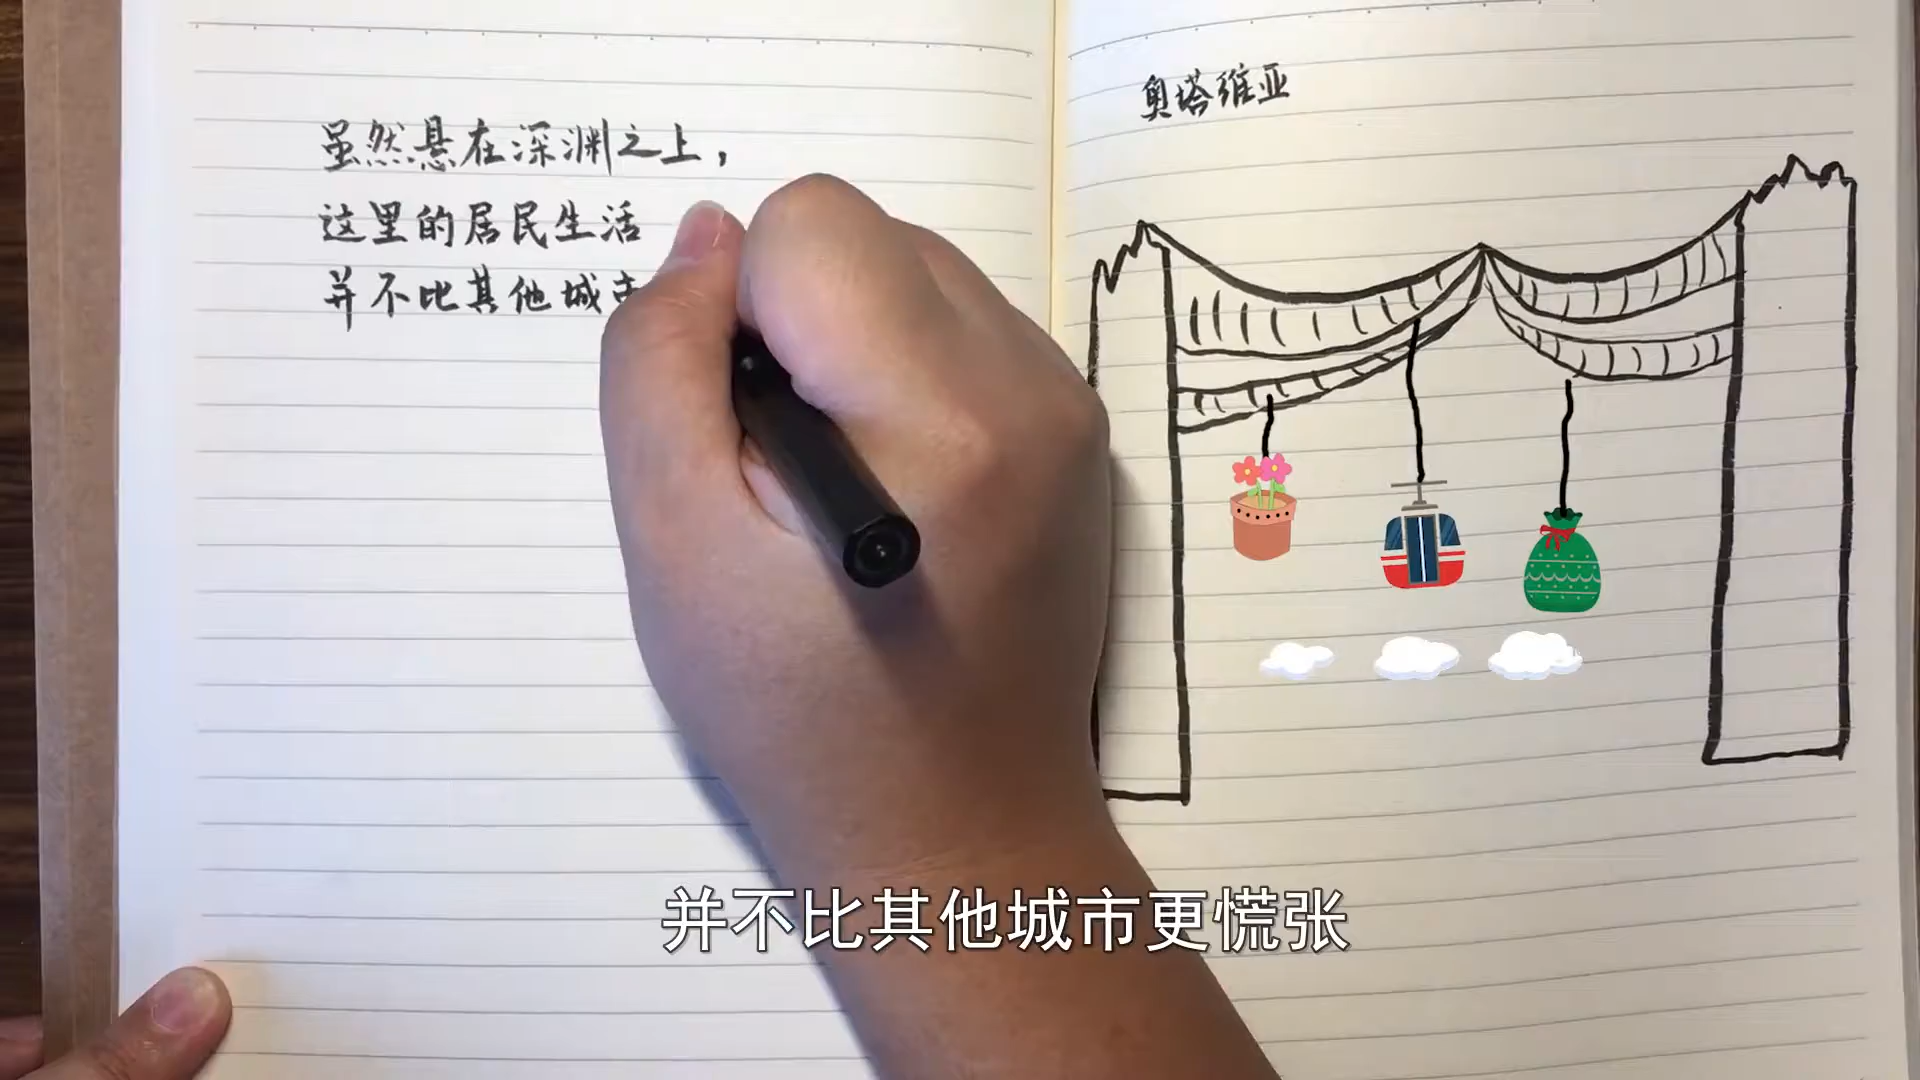 虽然悬在深渊之上，
这里的居民生活
并不比其他城市
奥塔维亚
并不比其他城市更慌张